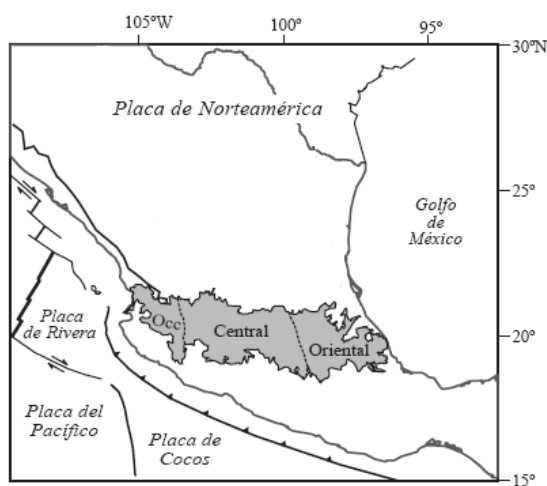 105°W
100°
95°
30°N
Placa de Norteamérica
25°
Golfo
de
México
Placa
de Rivera
Occ
Central
Oriental
20°
Placa del
Pacífico
Placa de
Cocos
15°